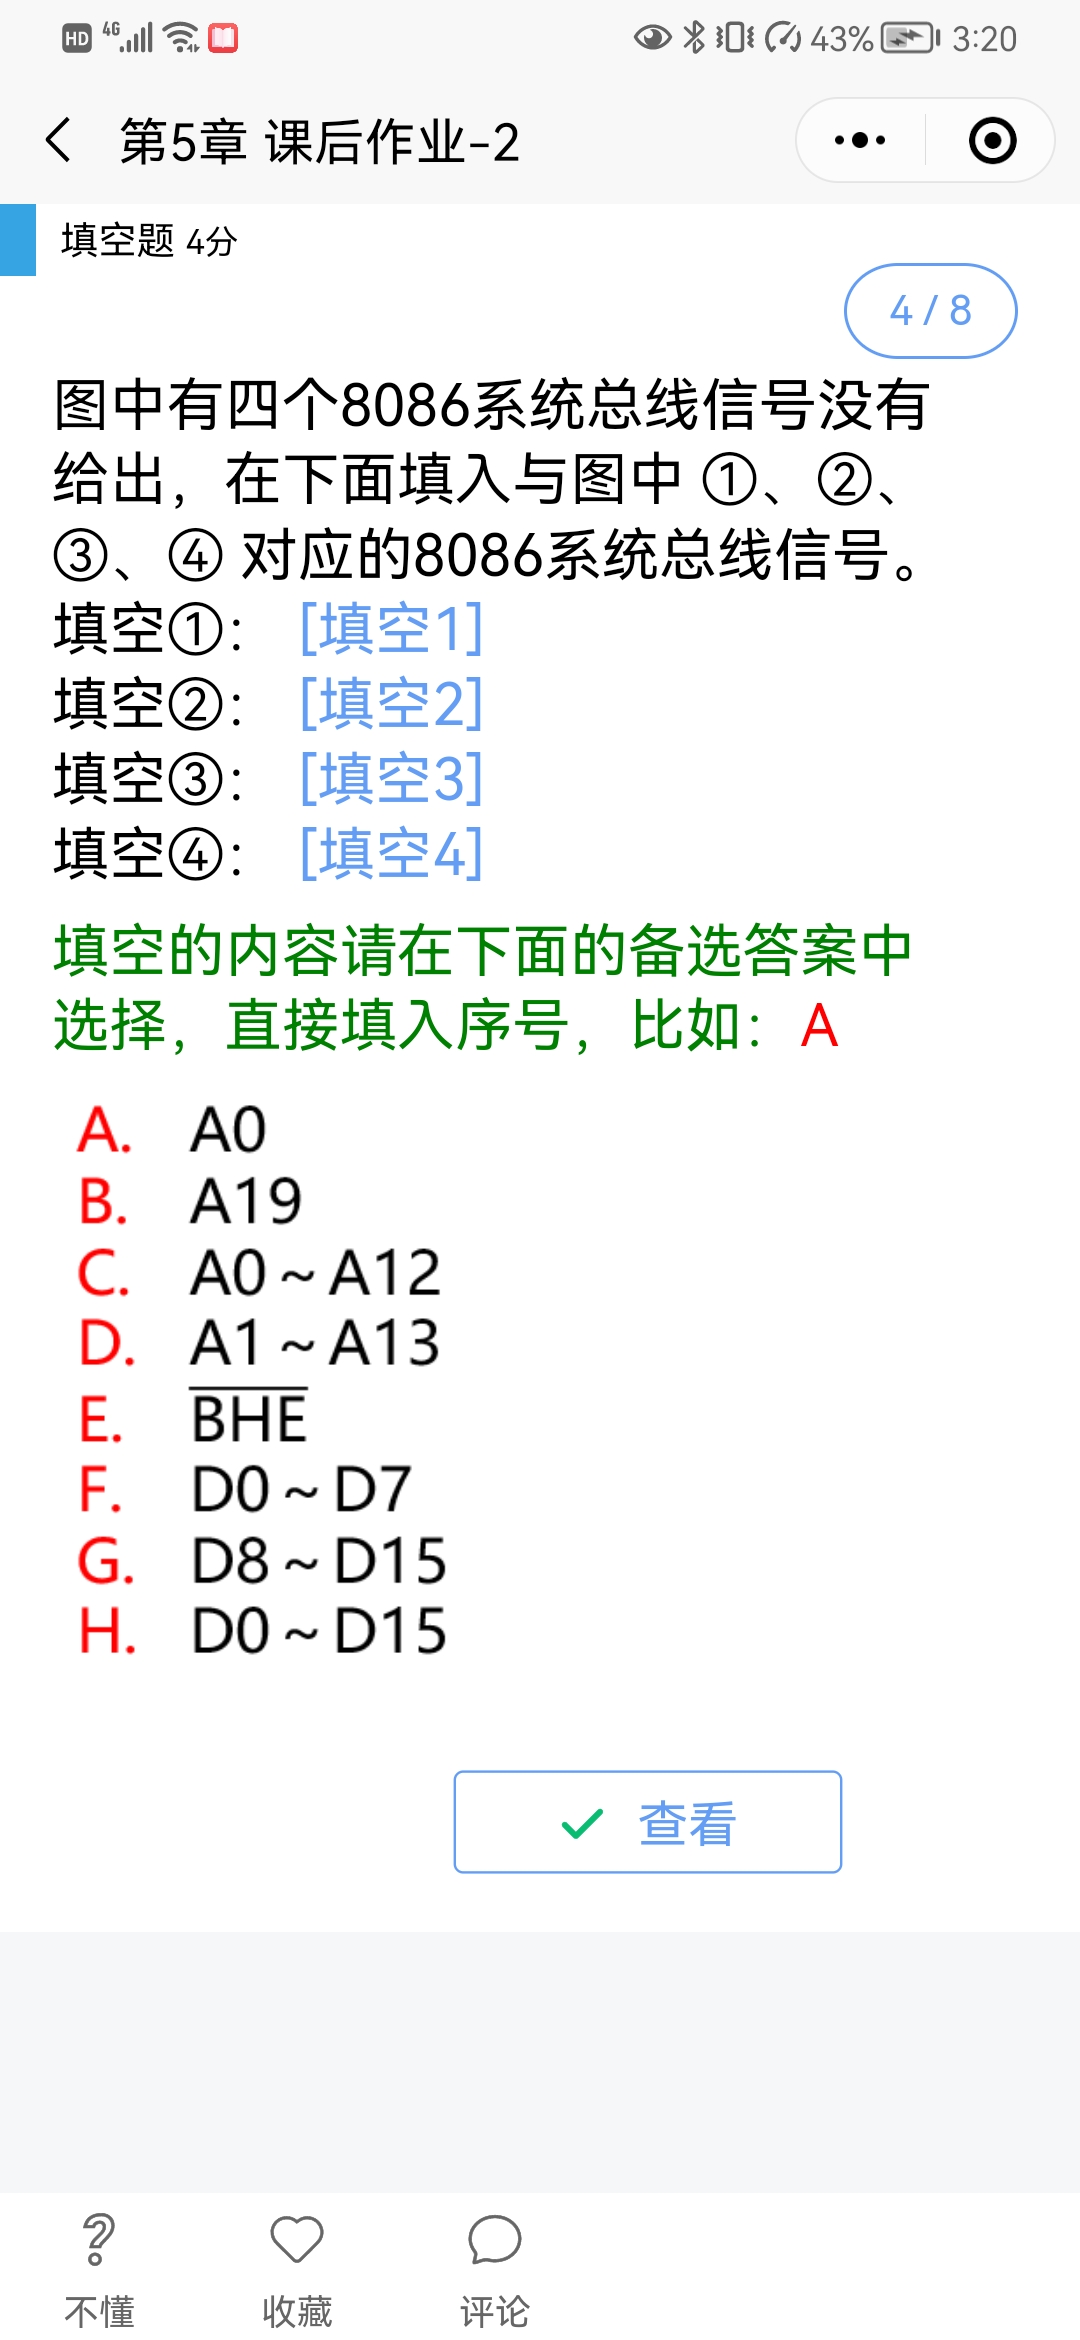 HD 4G 43% 3:20
第5章 课后作业-2
填空题 4分
4 / 8
图中有四个8086系统总线信号没有
给出，在下面填入与图中 ①、②、
③、④ 对应的8086系统总线信号。
填空①： [填空1]
填空②： [填空2]
填空③： [填空3]
填空④： [填空4]
填空的内容请在下面的备选答案中
选择，直接填入序号，比如：A
A. A0
B. A19
C. A0~A12
D. A1~A13
E. B̅H̅E̅
F. D0~D7
G. D8~D15
H. D0~D15
查看
不懂 收藏 评论